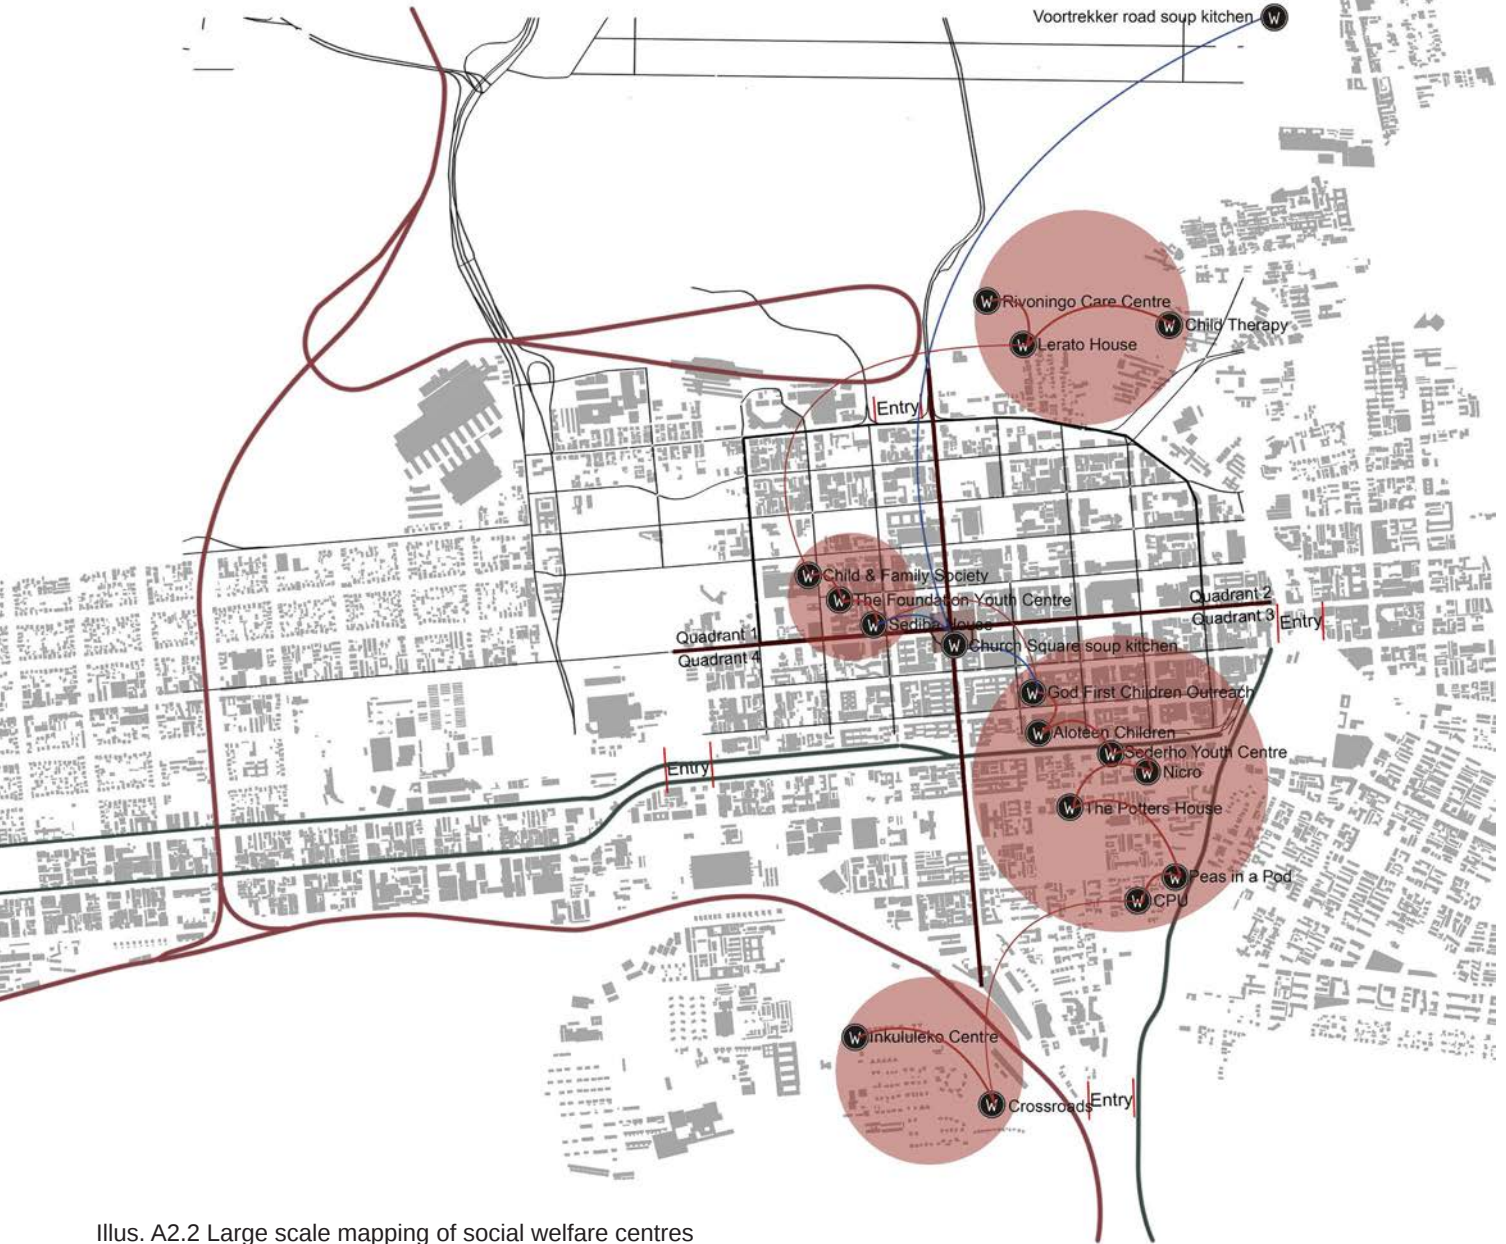 Voortrekker road soup kitchen W
W Rivoningo Care Centre
W Child Therapy
W Lerato House
Entry
W Child & Family Society
W The Foundation Youth Centre
Quadrant 2
Quadrant 3
Entry
W Sediba House
Quadrant 1
Quadrant 4
W Church Square soup kitchen
W God First Children Outreach
W Aloteen Children
W Sederho Youth Centre
Entry
W Nicro
W The Potters House
W Peas in a Pod
W CPU
W Inkululeko Centre
W Crossroads
Entry
Illus. A2.2 Large scale mapping of social welfare centres